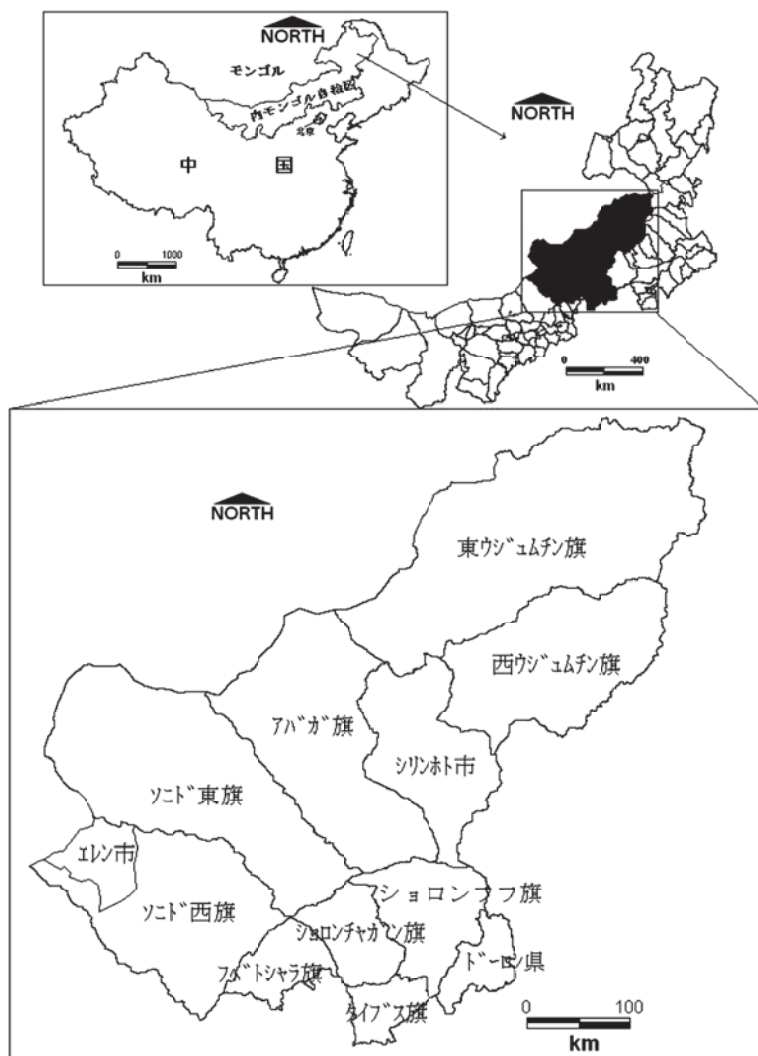 NORTH
モンゴル
内モンゴル自治区
北京
中 国
0 1000
km
NORTH
0 400
km
NORTH
東ウジュムチン旗
西ウジュムチン旗
アバガ旗
シリンホト市
ソニド東旗
エレン市
ショロンフフ旗
ソニド西旗
ショロンチャガン旗
フベトシャラ旗
ドーロン県
タイブス旗
0 100
km